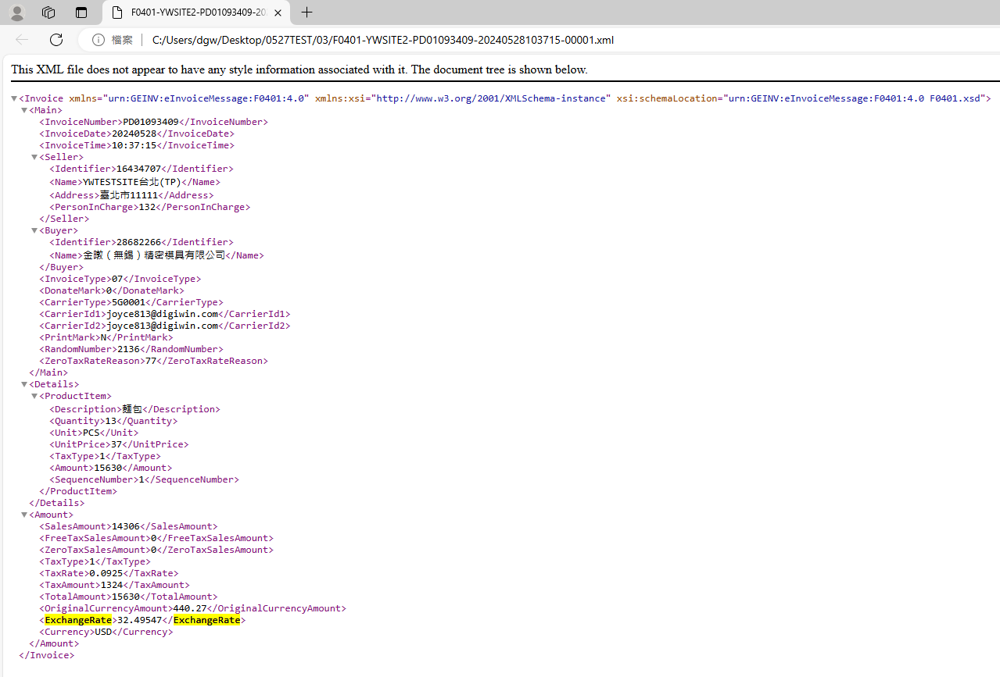 F0401-YWSITE2-PD01093409-20
檔案
C:/Users/dgw/Desktop/0527TEST/03/F0401-YWSITE2-PD01093409-20240528103715-00001.xml
This XML file does not appear to have any style information associated with it. The document tree is shown below.
<Invoice xmlns="urn:GEINV:eInvoiceMessage:F0401:4.0" xmlns:xsi="http://www.w3.org/2001/XMLSchema-instance" xsi:schemaLocation="urn:GEINV:eInvoiceMessage:F0401:4.0 F0401.xsd">
<Main>
<InvoiceNumber>PD01093409</InvoiceNumber>
<InvoiceDate>20240528</InvoiceDate>
<InvoiceTime>10:37:15</InvoiceTime>
<Seller>
<Identifier>16434707</Identifier>
<Name>YWTESTSITE台北(TP)</Name>
<Address>臺北市11111</Address>
<PersonInCharge>132</PersonInCharge>
</Seller>
<Buyer>
<Identifier>28682266</Identifier>
<Name>金暾（無錫）精密模具有限公司</Name>
</Buyer>
<InvoiceType>07</InvoiceType>
<DonateMark>0</DonateMark>
<CarrierType>5G0001</CarrierType>
<CarrierId1>joyce813@digiwin.com</CarrierId1>
<CarrierId2>joyce813@digiwin.com</CarrierId2>
<PrintMark>N</PrintMark>
<RandomNumber>2136</RandomNumber>
<ZeroTaxRateReason>77</ZeroTaxRateReason>
</Main>
<Details>
<ProductItem>
<Description>麵包</Description>
<Quantity>13</Quantity>
<Unit>PCS</Unit>
<UnitPrice>37</UnitPrice>
<TaxType>1</TaxType>
<Amount>15630</Amount>
<SequenceNumber>1</SequenceNumber>
</ProductItem>
</Details>
<Amount>
<SalesAmount>14306</SalesAmount>
<FreeTaxSalesAmount>0</FreeTaxSalesAmount>
<ZeroTaxSalesAmount>0</ZeroTaxSalesAmount>
<TaxType>1</TaxType>
<TaxRate>0.0925</TaxRate>
<TaxAmount>1324</TaxAmount>
<TotalAmount>15630</TotalAmount>
<OriginalCurrencyAmount>440.27</OriginalCurrencyAmount>
<ExchangeRate>32.49547</ExchangeRate>
<Currency>USD</Currency>
</Amount>
</Invoice>